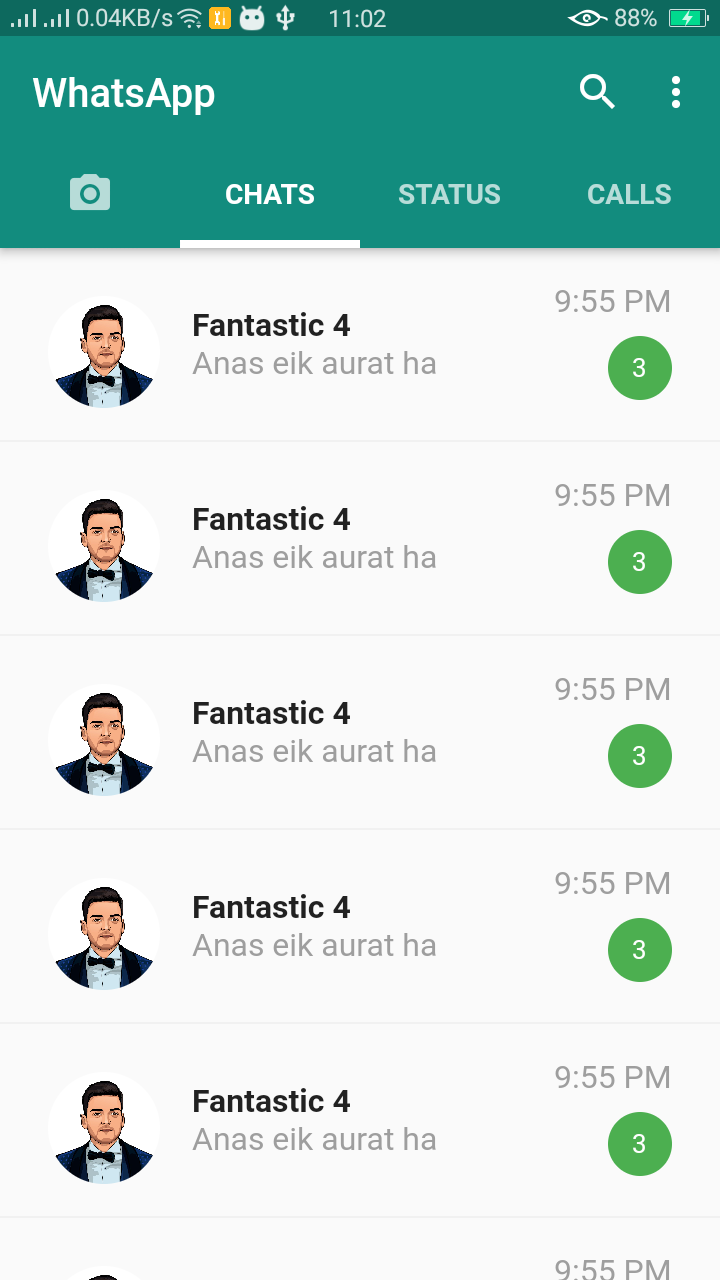 0.04KB/s 11:02 88%
WhatsApp
CHATS STATUS CALLS
9:55 PM
Fantastic 4
Anas eik aurat ha
3
9:55 PM
Fantastic 4
Anas eik aurat ha
3
9:55 PM
Fantastic 4
Anas eik aurat ha
3
9:55 PM
Fantastic 4
Anas eik aurat ha
3
9:55 PM
Fantastic 4
Anas eik aurat ha
3
9:55 PM